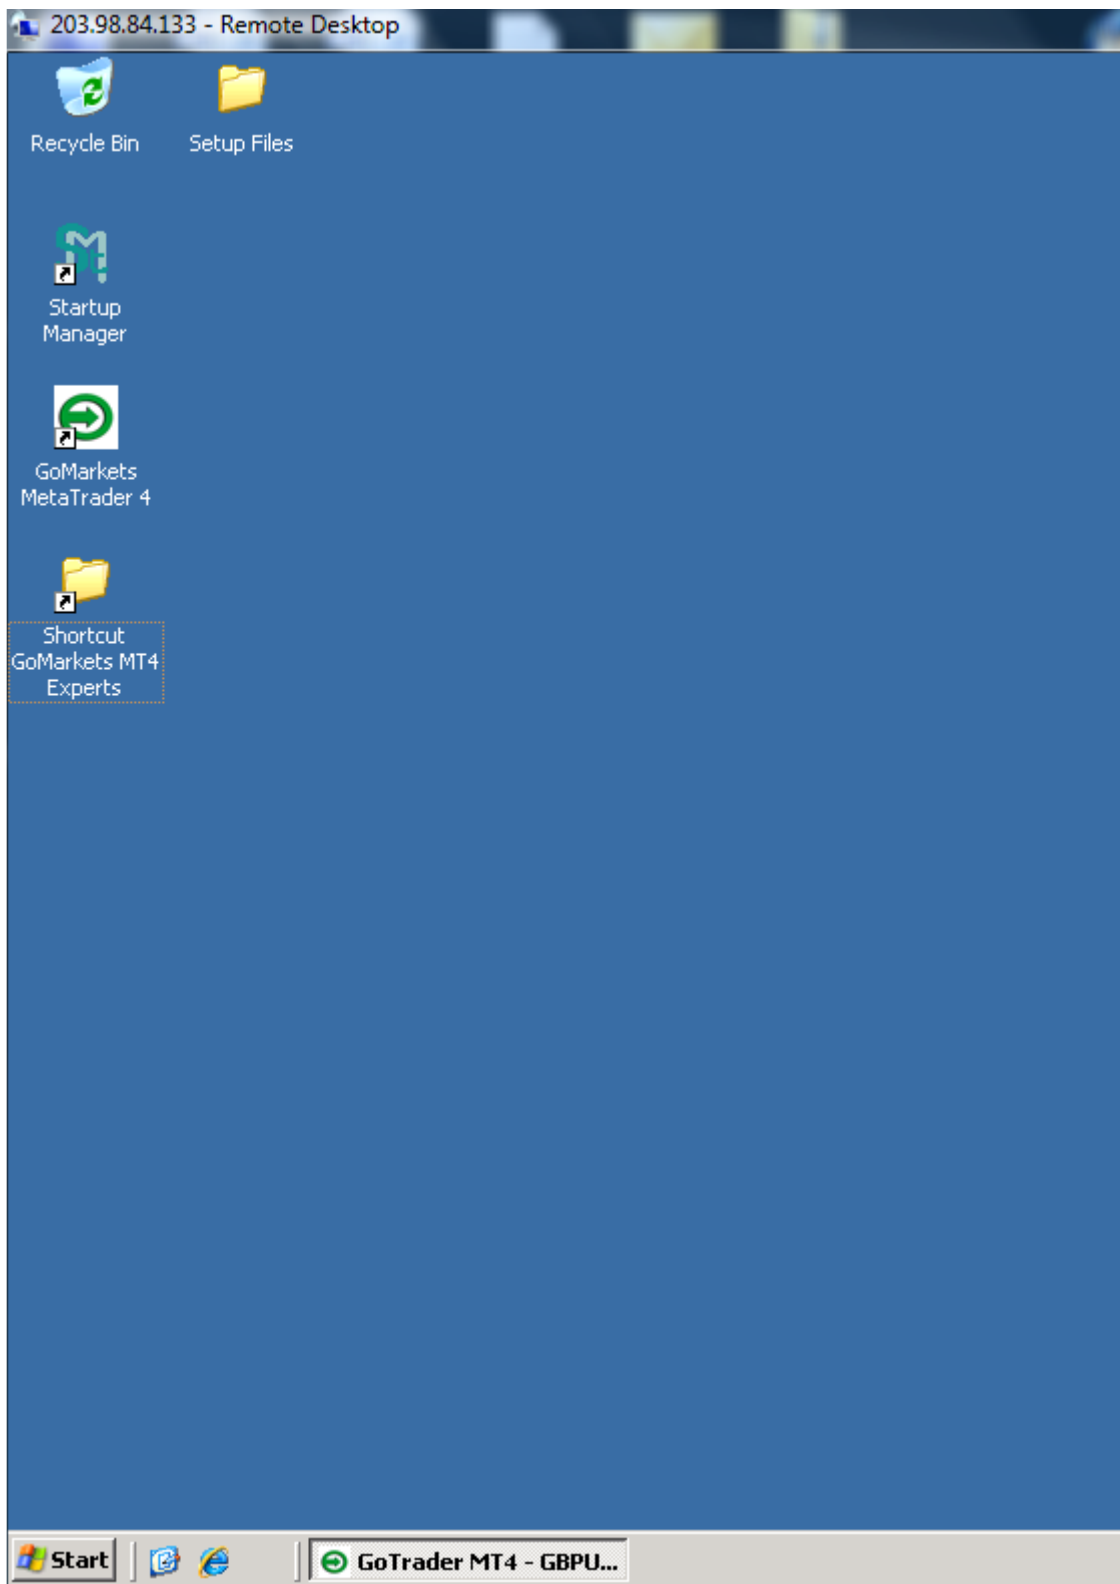 203.98.84.133 - Remote Desktop
Recycle Bin
Setup Files
Startup
Manager
GoMarkets
MetaTrader 4
Shortcut
GoMarkets MT4
Experts
Start
GoTrader MT4 - GBPU...